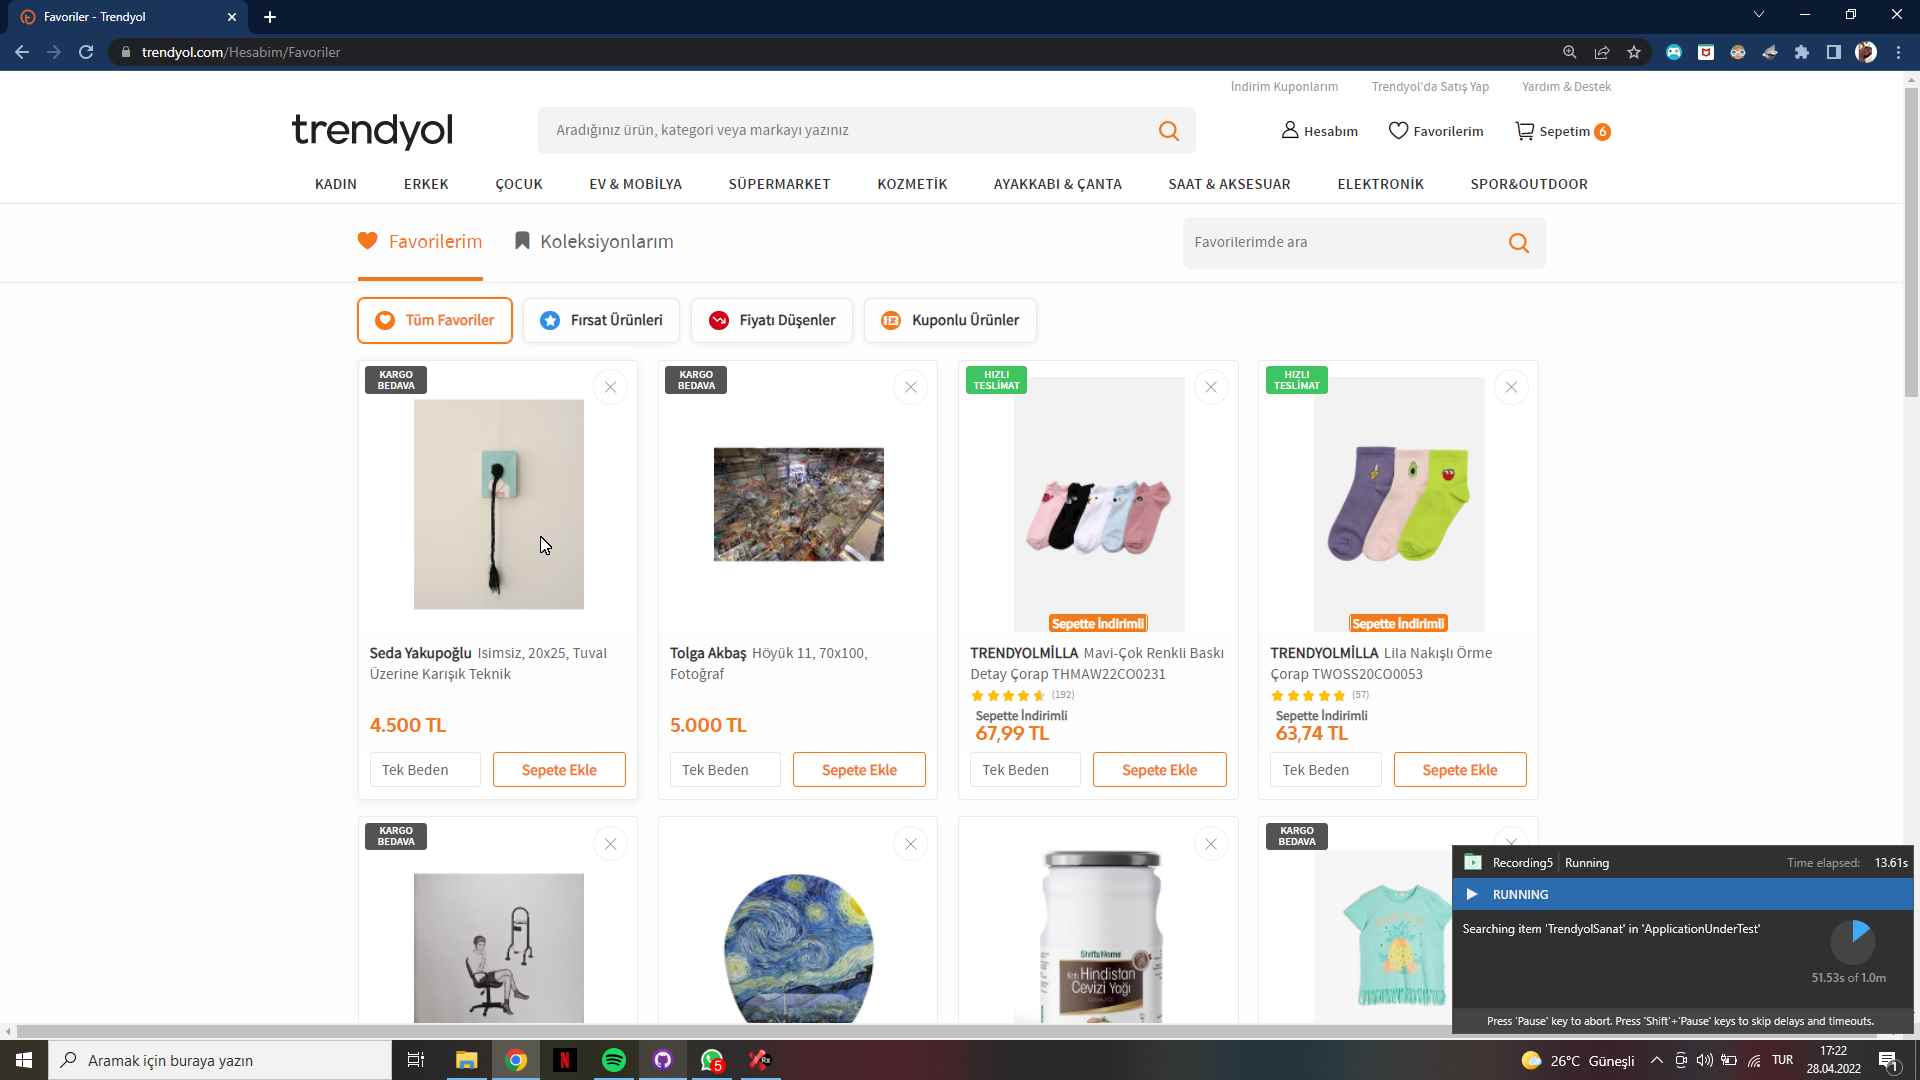 Favoriler - Trendyol
trendyol.com/Hesabim/Favoriler
İndirim Kuponlarım Trendyol'da Satış Yap Yardım & Destek
trendyol
Aradığınız ürün, kategori veya markayı yazınız
Hesabım Favorilerim Sepetim 6
KADIN ERKEK ÇOCUK EV & MOBİLYA SÜPERMARKET KOZMETİK AYAKKABI & ÇANTA SAAT & AKSESUAR ELEKTRONİK SPOR&OUTDOOR
Favorilerim Koleksiyonlarım
Favorilerimde ara
Tüm Favoriler Fırsat Ürünleri Fiyatı Düşenler Kuponlu Ürünler
KARGO
BEDAVA
Seda Yakupoğlu Isimsiz, 20x25, Tuval
Üzerine Karışık Teknik
4.500 TL
Tek Beden Sepete Ekle
KARGO
BEDAVA
Tolga Akbaş Höyük 11, 70x100,
Fotoğraf
5.000 TL
Tek Beden Sepete Ekle
HIZLI
TESLİMAT
Sepette İndirimli
TRENDYOLMİLLA Mavi-Çok Renkli Baskı
Detay Çorap THMAW22CO0231
(192)
Sepette İndirimli
67,99 TL
Tek Beden Sepete Ekle
HIZLI
TESLİMAT
Sepette İndirimli
TRENDYOLMİLLA Lila Nakışlı Örme
Çorap TWOSS20CO0053
(57)
Sepette İndirimli
63,74 TL
Tek Beden Sepete Ekle
KARGO
BEDAVA
Shiffa Home
Hindistan
Cevizi Yağı
KARGO
BEDAVA
Recording5 Running Time elapsed: 13.61s
RUNNING
Searching item 'TrendyolSanat' in 'ApplicationUnderTest'
51.53s of 1.0m
Press 'Pause' key to abort. Press 'Shift'+'Pause' keys to skip delays and timeouts.
Aramak için buraya yazın
5
Rx
26°C Güneşli
TUR
17:22
28.04.2022
1